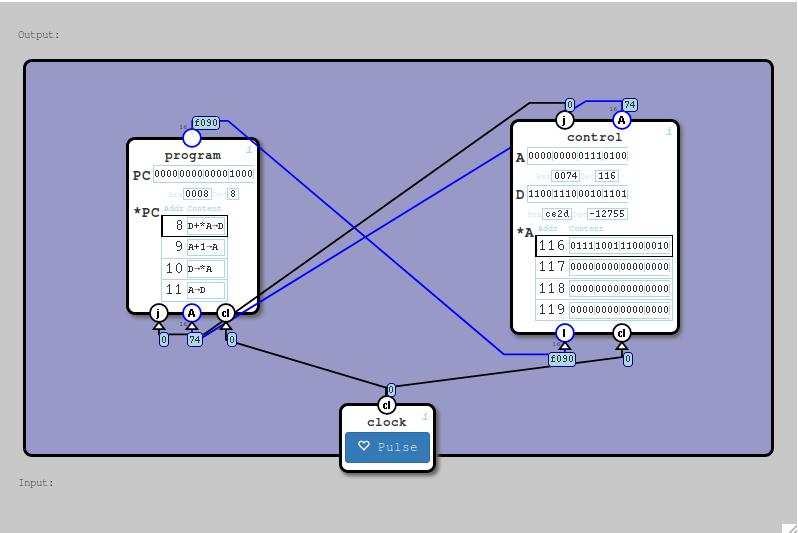 Output:
0
16
74
16
f090
j
A
i
control
i
program
A
0000000001110100
PC
0000000000001000
Hex 0074 Dec 116
D
1100111000101101
Hex 0008 Dec 8
Hex ce2d Dec -12755
*PC
Addr Content
*A
Addr Content
8 D+*A→D
116 0111100111000010
9 A+1→A
117 0000000000000000
10 D→*A
118 0000000000000000
11 A→D
119 0000000000000000
j
A
cl
16
0
74
0
I
cl
16
f090
0
0
cl
i
clock
Pulse
Input: